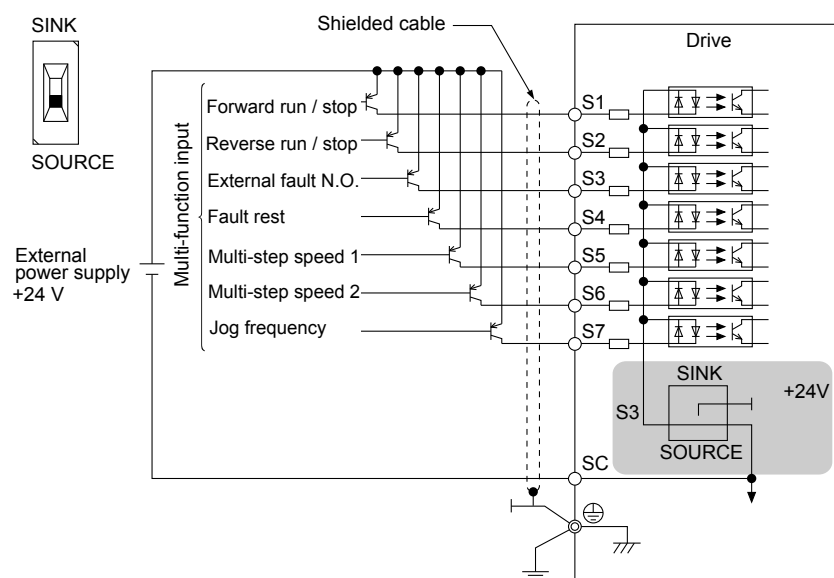 SINK
SOURCE
Shielded cable
Drive
Multi-function input
Forward run / stop
Reverse run / stop
External fault N.O.
Fault rest
Multi-step speed 1
Multi-step speed 2
Jog frequency
External
power supply
+24 V
S1
S2
S3
S4
S5
S6
S7
SINK
+24V
S3
SOURCE
SC